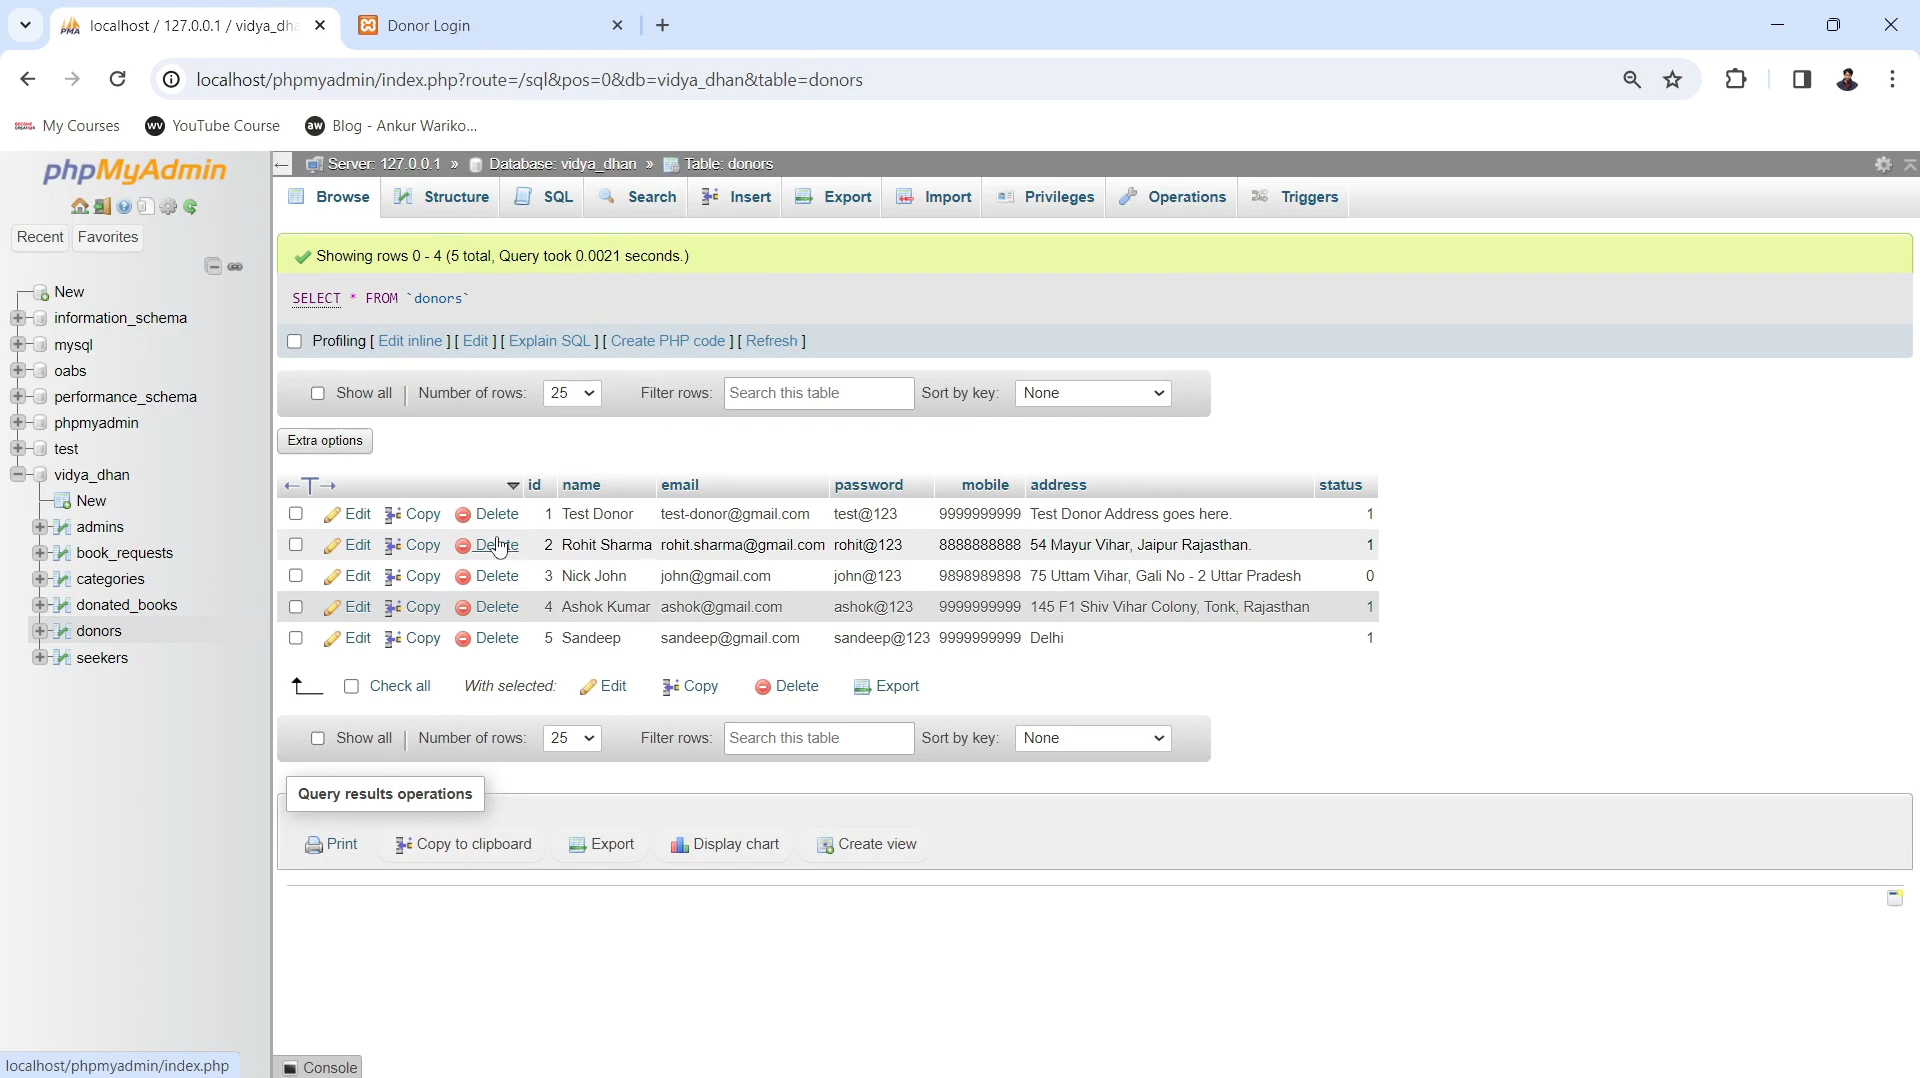 localhost / 127.0.0.1 / vidya_dha
Donor Login
localhost/phpmyadmin/index.php?route=/sql&pos=0&db=vidya_dhan&table=donors
My Courses
YouTube Course
Blog - Ankur Wariko...
phpMyAdmin
Recent
Favorites
New
information_schema
mysql
oabs
performance_schema
phpmyadmin
test
vidya_dhan
New
admins
book_requests
categories
donated_books
donors
seekers
localhost/phpmyadmin/index.php
Server: 127.0.0.1 » Database: vidya_dhan » Table: donors
Browse Structure SQL Search Insert Export Import Privileges Operations Triggers
Showing rows 0 - 4 (5 total, Query took 0.0021 seconds.)
SELECT * FROM `donors`
Profiling [ Edit inline ] [ Edit ] [ Explain SQL ] [ Create PHP code ] [ Refresh ]
Show all | Number of rows: 25 Filter rows: Search this table Sort by key: None
Extra options
←T→ id name email password mobile address status
Edit Copy Delete 1 Test Donor test-donor@gmail.com test@123 9999999999 Test Donor Address goes here. 1
Edit Copy Delete 2 Rohit Sharma rohit.sharma@gmail.com rohit@123 8888888888 54 Mayur Vihar, Jaipur Rajasthan. 1
Edit Copy Delete 3 Nick John john@gmail.com john@123 9898989898 75 Uttam Vihar, Gali No - 2 Uttar Pradesh 0
Edit Copy Delete 4 Ashok Kumar ashok@gmail.com ashok@123 9999999999 145 F1 Shiv Vihar Colony, Tonk, Rajasthan 1
Edit Copy Delete 5 Sandeep sandeep@gmail.com sandeep@123 9999999999 Delhi 1
Check all With selected: Edit Copy Delete Export
Show all | Number of rows: 25 Filter rows: Search this table Sort by key: None
Query results operations
Print Copy to clipboard Export Display chart Create view
Console